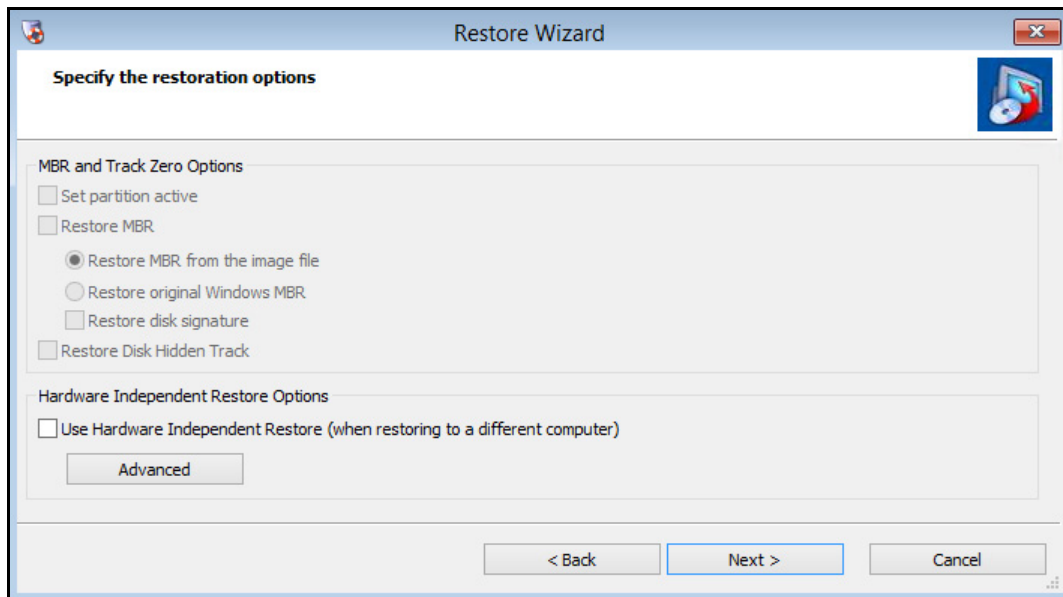 Restore Wizard
Specify the restoration options
MBR and Track Zero Options
Set partition active
Restore MBR
Restore MBR from the image file
Restore original Windows MBR
Restore disk signature
Restore Disk Hidden Track
Hardware Independent Restore Options
Use Hardware Independent Restore (when restoring to a different computer)
Advanced
< Back Next > Cancel